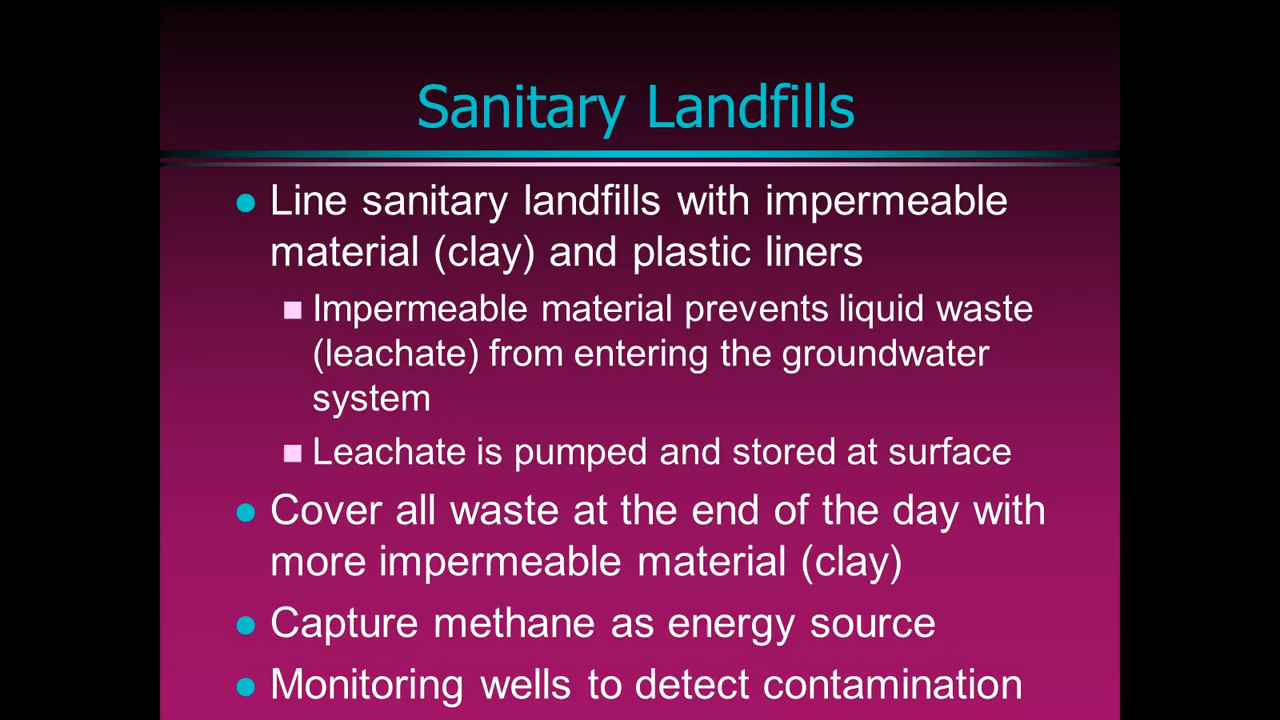 Sanitary Landfills
Line sanitary landfills with impermeable
material (clay) and plastic liners
Impermeable material prevents liquid waste
(leachate) from entering the groundwater
system
Leachate is pumped and stored at surface
Cover all waste at the end of the day with
more impermeable material (clay)
Capture methane as energy source
Monitoring wells to detect contamination